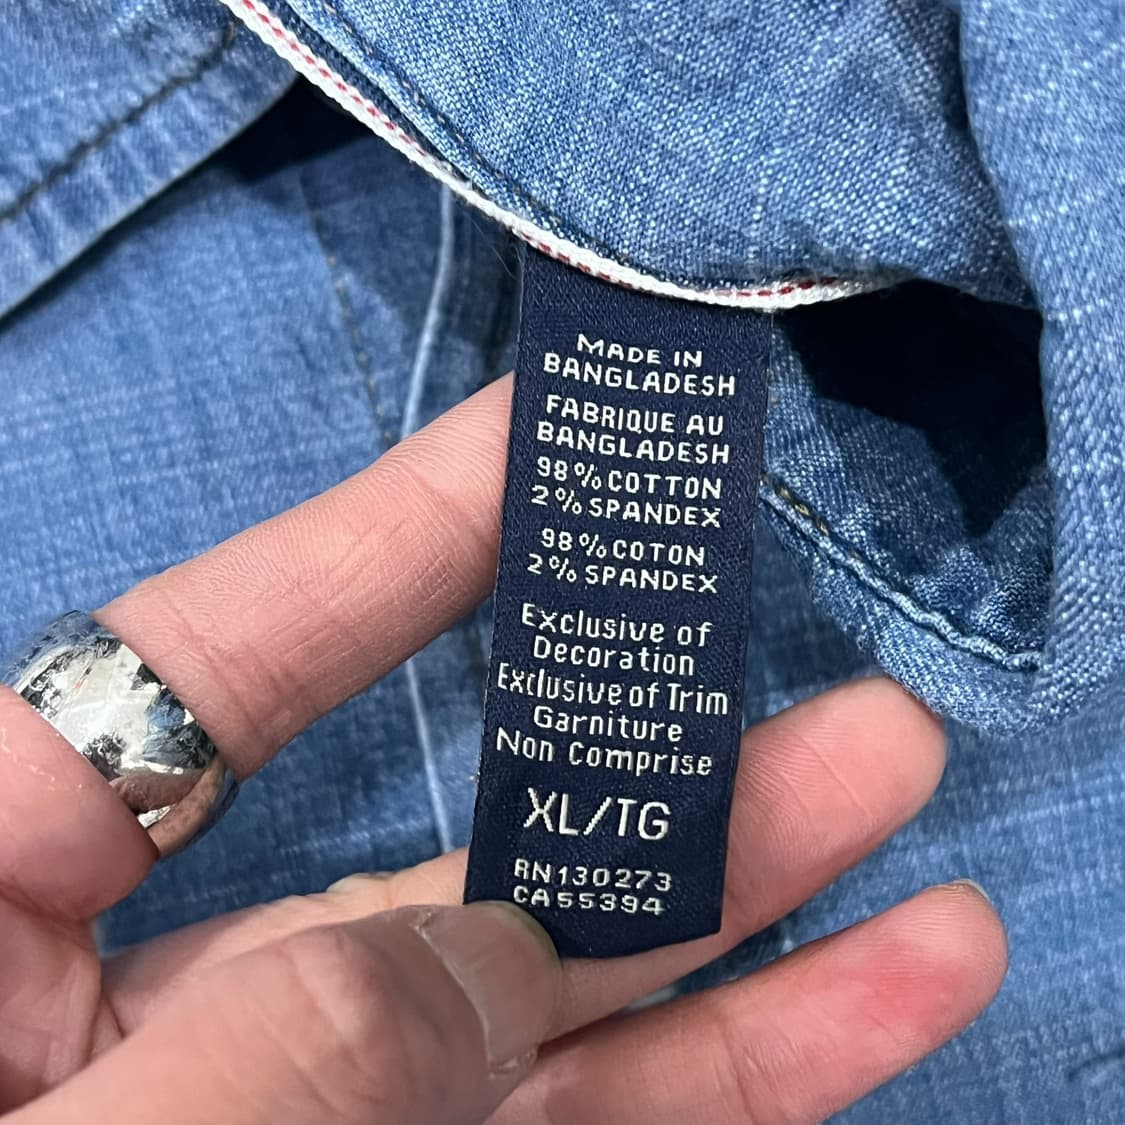 MADE IN
BANGLADESH
FABRIQUE AU
BANGLADESH
98% COTTON
2% SPANDEX
98% COTON
2% SPANDEX
Exclusive of
Decoration
Exclusive of Trim
Garniture
Non Comprise
XL/TG
RN130273
CA55394